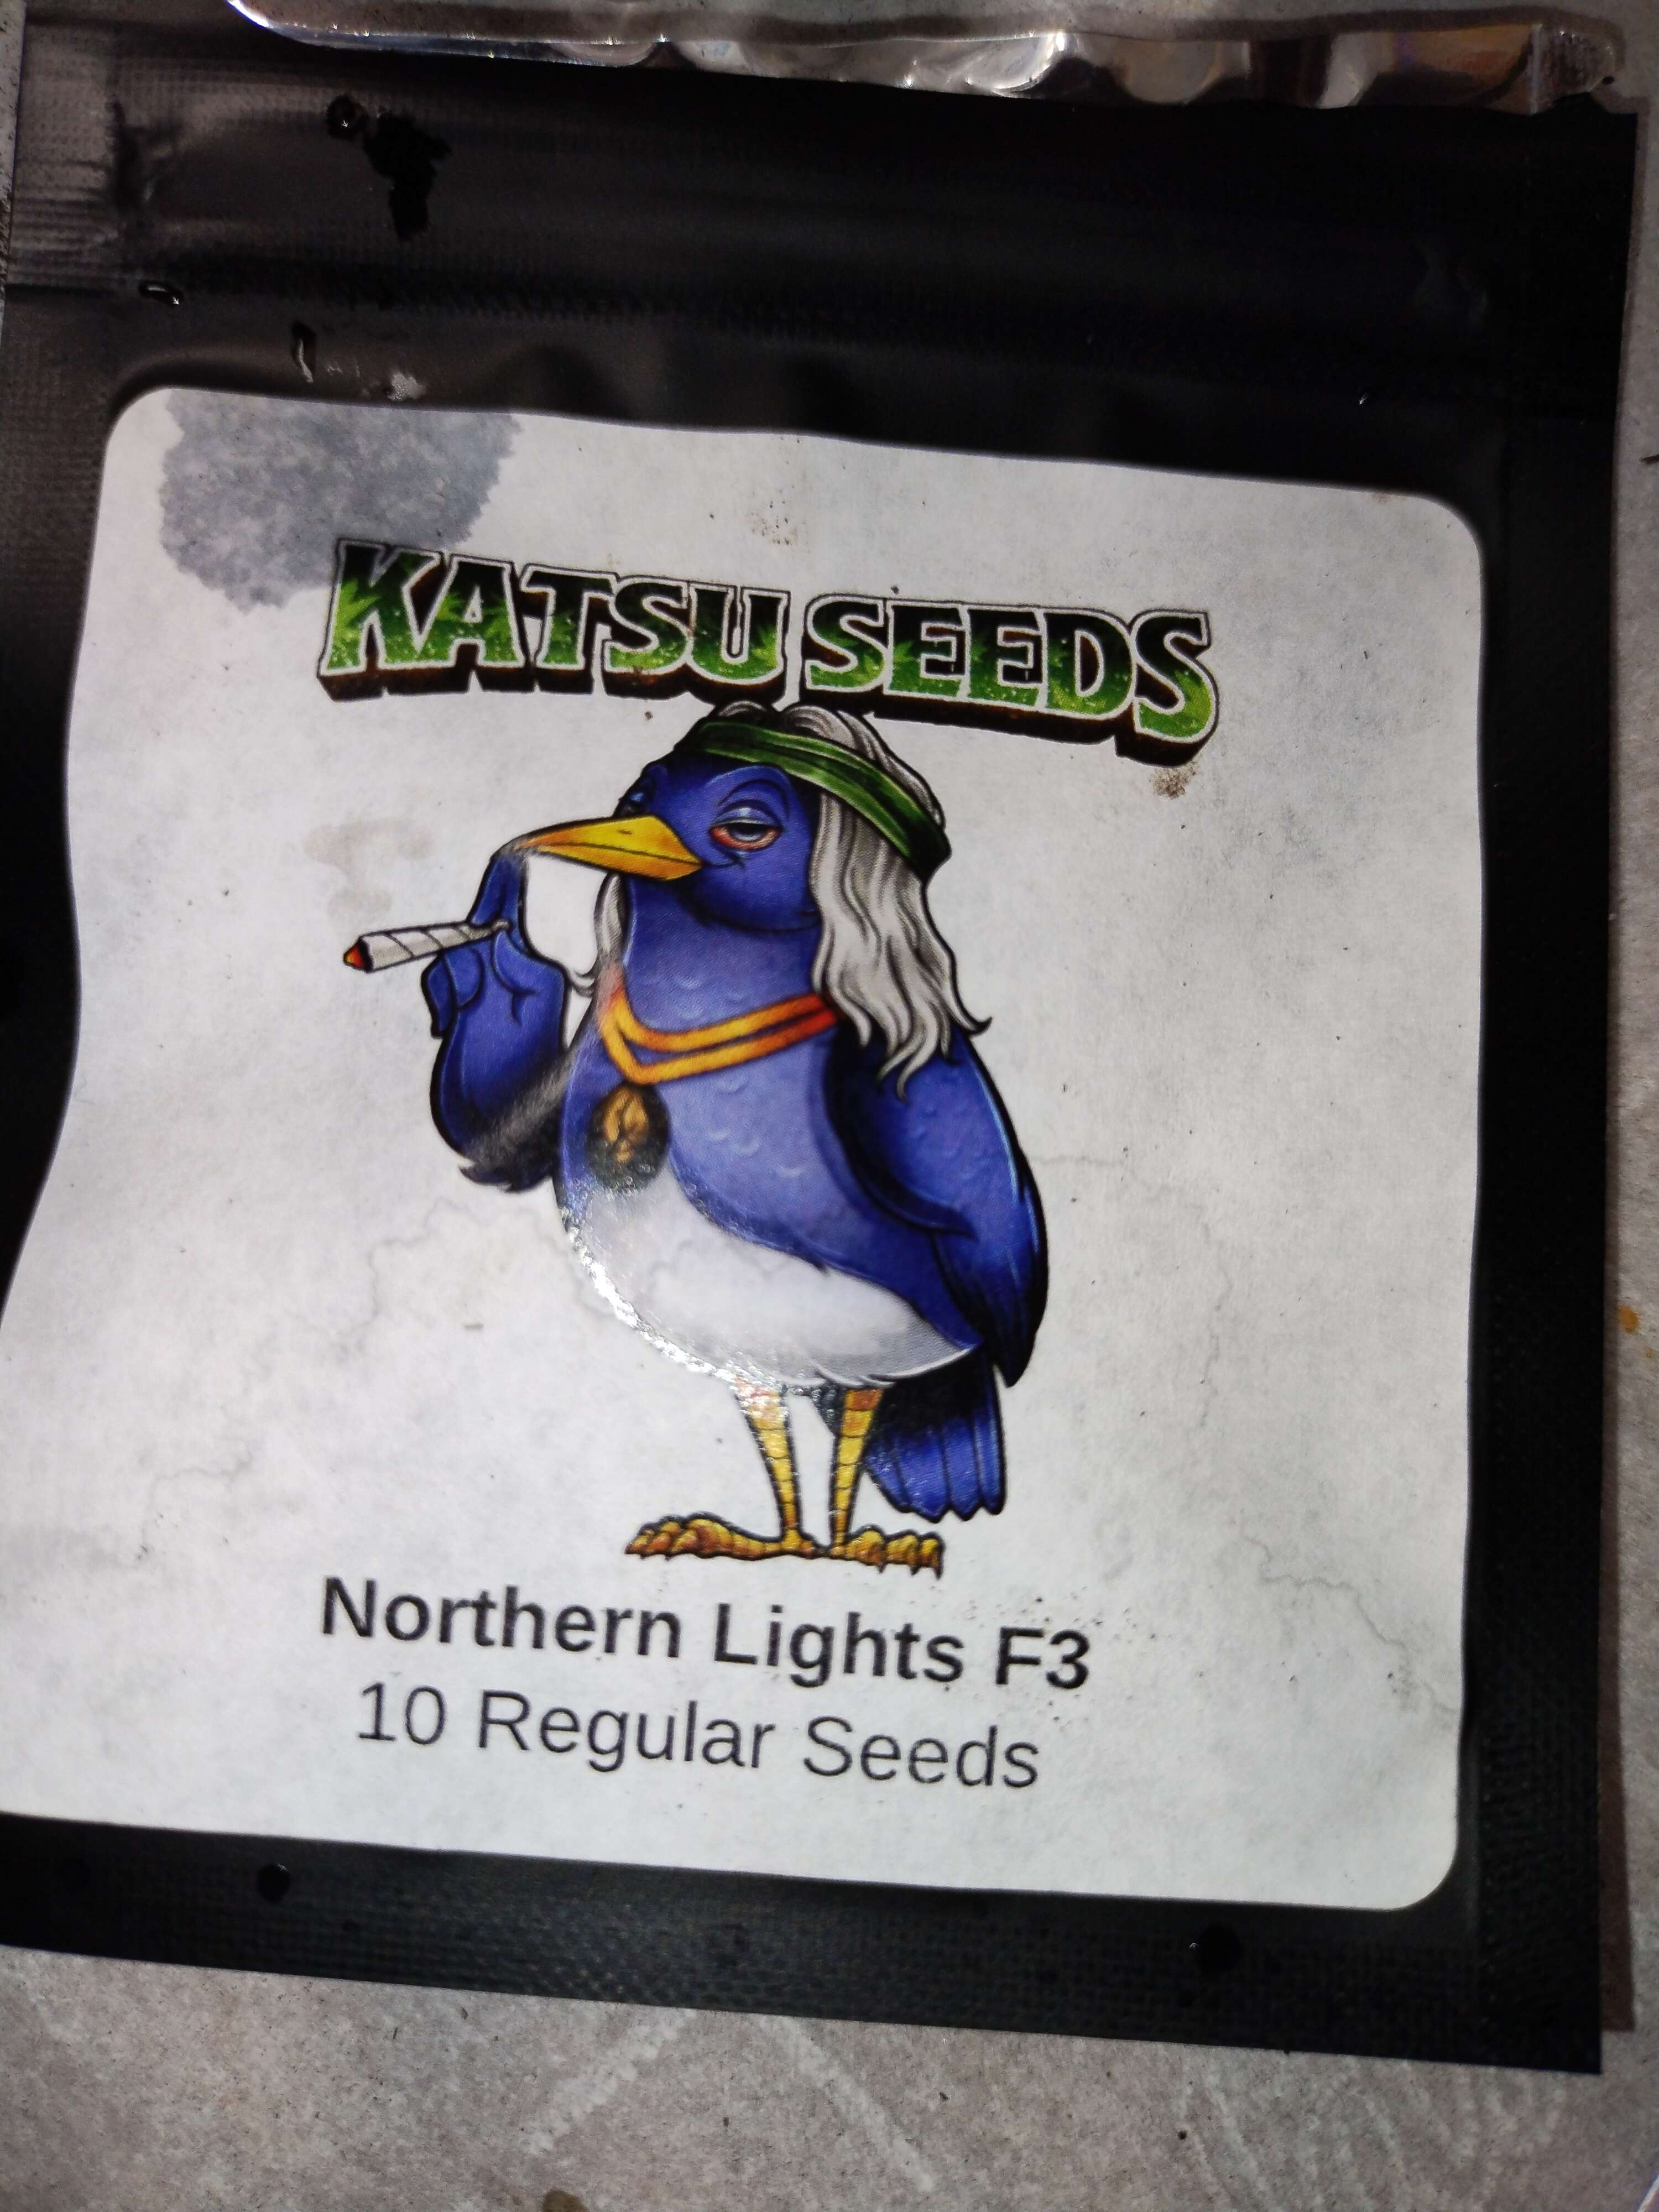 KATSU SEEDS
Northern Lights F3
10 Regular Seeds